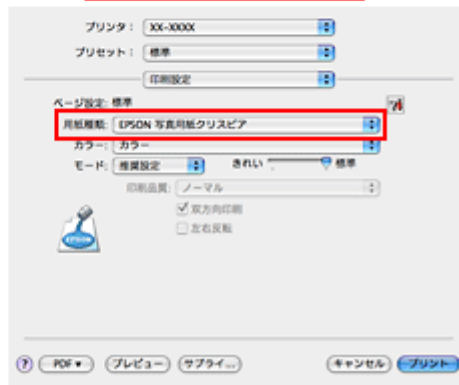 プリンタ： XX-XXXX
プリセット： 標準
印刷設定
ページ設定: 標準
用紙種類: EPSON 写真用紙クリスピア
カラー: カラー
モード: 推奨設定 きれい 標準
印刷品質: ノーマル
双方向印刷
左右反転
EPSON
? PDF▼ プレビュー サプライ... キャンセル プリント